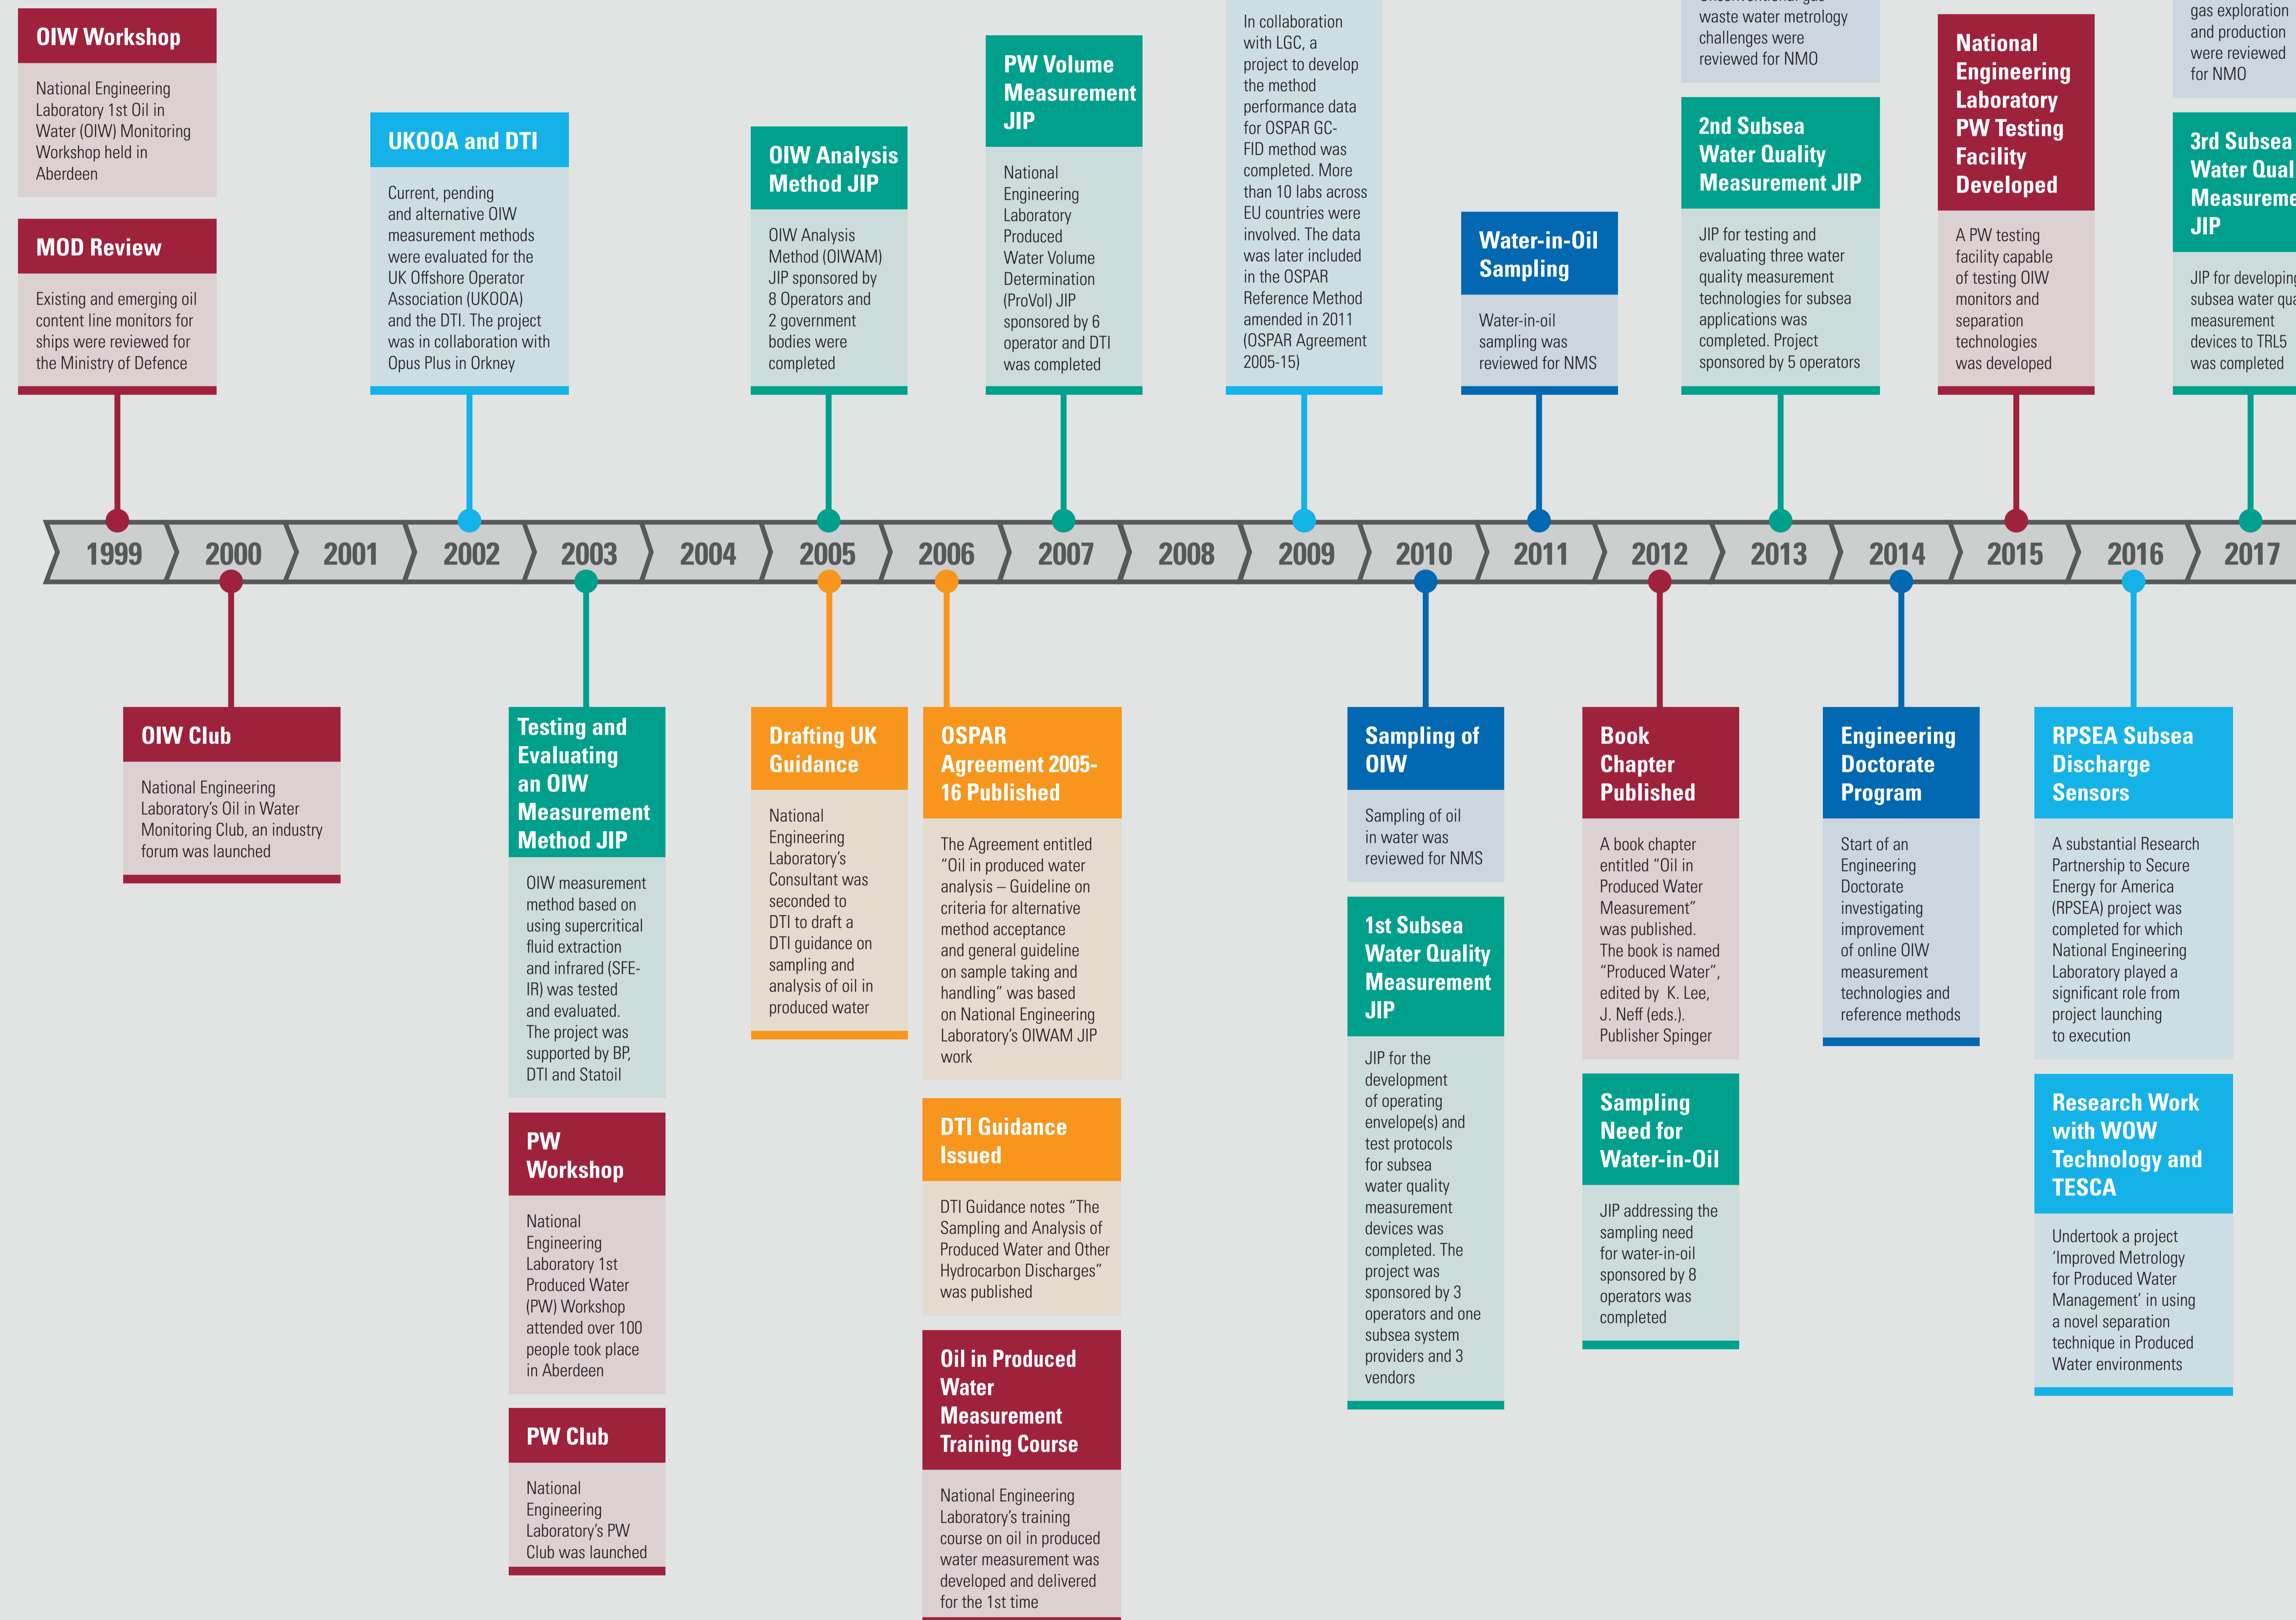 OIW Workshop
National Engineering
Laboratory 1st Oil in
Water (OIW) Monitoring
Workshop held in
Aberdeen
MOD Review
Existing and emerging oil
content line monitors for
ships were reviewed for
the Ministry of Defence
UKOOA and DTI
Current, pending
and alternative OIW
measurement methods
were evaluated for the
UK Offshore Operator
Association (UKOOA)
and the DTI. The project
was in collaboration with
Opus Plus in Orkney
OIW Analysis
Method JIP
OIW Analysis
Method (OIWAM)
JIP sponsored by
8 Operators and
2 government
bodies were
completed
PW Volume
Measurement
JIP
National
Engineering
Laboratory
Produced
Water Volume
Determination
(ProVol) JIP
sponsored by 6
operator and DTI
was completed
In collaboration
with LGC, a
project to develop
the method
performance data
for OSPAR GC-
FID method was
completed. More
than 10 labs across
EU countries were
involved. The data
was later included
in the OSPAR
Reference Method
amended in 2011
(OSPAR Agreement
2005-15)
Water-in-Oil
Sampling
Water-in-oil
sampling was
reviewed for NMS
waste water metrology
challenges were
reviewed for NMO
2nd Subsea
Water Quality
Measurement JIP
JIP for testing and
evaluating three water
quality measurement
technologies for subsea
applications was
completed. Project
sponsored by 5 operators
National
Engineering
Laboratory
PW Testing
Facility
Developed
A PW testing
facility capable
of testing OIW
monitors and
separation
technologies
was developed
gas exploration
and production
were reviewed
for NMO
3rd Subsea
Water Qual
Measureme
JIP
JIP for developing
subsea water qua
measurement
devices to TRL5
was completed
1999
2000
2001
2002
2003
2004
2005
2006
2007
2008
2009
2010
2011
2012
2013
2014
2015
2016
2017
OIW Club
National Engineering
Laboratory's Oil in Water
Monitoring Club, an industry
forum was launched
Testing and
Evaluating
an OIW
Measurement
Method JIP
OIW measurement
method based on
using supercritical
fluid extraction
and infrared (SFE-
IR) was tested
and evaluated.
The project was
supported by BP,
DTI and Statoil
PW
Workshop
National
Engineering
Laboratory 1st
Produced Water
(PW) Workshop
attended over 100
people took place
in Aberdeen
PW Club
National
Engineering
Laboratory's PW
Club was launched
Drafting UK
Guidance
National
Engineering
Laboratory's
Consultant was
seconded to
DTI to draft a
DTI guidance on
sampling and
analysis of oil in
produced water
OSPAR
Agreement 2005-
16 Published
The Agreement entitled
“Oil in produced water
analysis – Guideline on
criteria for alternative
method acceptance
and general guideline
on sample taking and
handling” was based
on National Engineering
Laboratory's OIWAM JIP
work
DTI Guidance
Issued
DTI Guidance notes “The
Sampling and Analysis of
Produced Water and Other
Hydrocarbon Discharges”
was published
Oil in Produced
Water
Measurement
Training Course
National Engineering
Laboratory's training
course on oil in produced
water measurement was
developed and delivered
for the 1st time
Sampling of
OIW
Sampling of oil
in water was
reviewed for NMS
1st Subsea
Water Quality
Measurement
JIP
JIP for the
development
of operating
envelope(s) and
test protocols
for subsea
water quality
measurement
devices was
completed. The
project was
sponsored by 3
operators and one
subsea system
providers and 3
vendors
Book
Chapter
Published
A book chapter
entitled “Oil in
Produced Water
Measurement”
was published.
The book is named
“Produced Water”,
edited by K. Lee,
J. Neff (eds.).
Publisher Spinger
Sampling
Need for
Water-in-Oil
JIP addressing the
sampling need
for water-in-oil
sponsored by 8
operators was
completed
Engineering
Doctorate
Program
Start of an
Engineering
Doctorate
investigating
improvement
of online OIW
measurement
technologies and
reference methods
RPSEA Subsea
Discharge
Sensors
A substantial Research
Partnership to Secure
Energy for America
(RPSEA) project was
completed for which
National Engineering
Laboratory played a
significant role from
project launching
to execution
Research Work
with WOW
Technology and
TESCA
Undertook a project
‘Improved Metrology
for Produced Water
Management’ in using
a novel separation
technique in Produced
Water environments